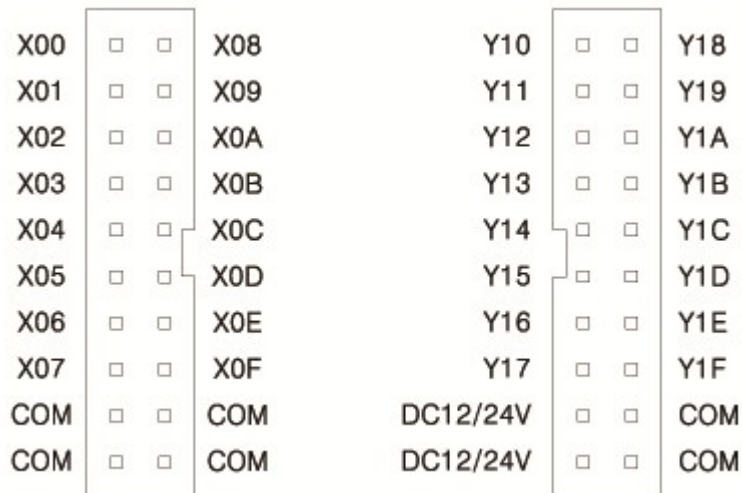 X00 X08 Y10 Y18
X01 X09 Y11 Y19
X02 X0A Y12 Y1A
X03 X0B Y13 Y1B
X04 X0C Y14 Y1C
X05 X0D Y15 Y1D
X06 X0E Y16 Y1E
X07 X0F Y17 Y1F
COM COM DC12/24V COM
COM COM DC12/24V COM